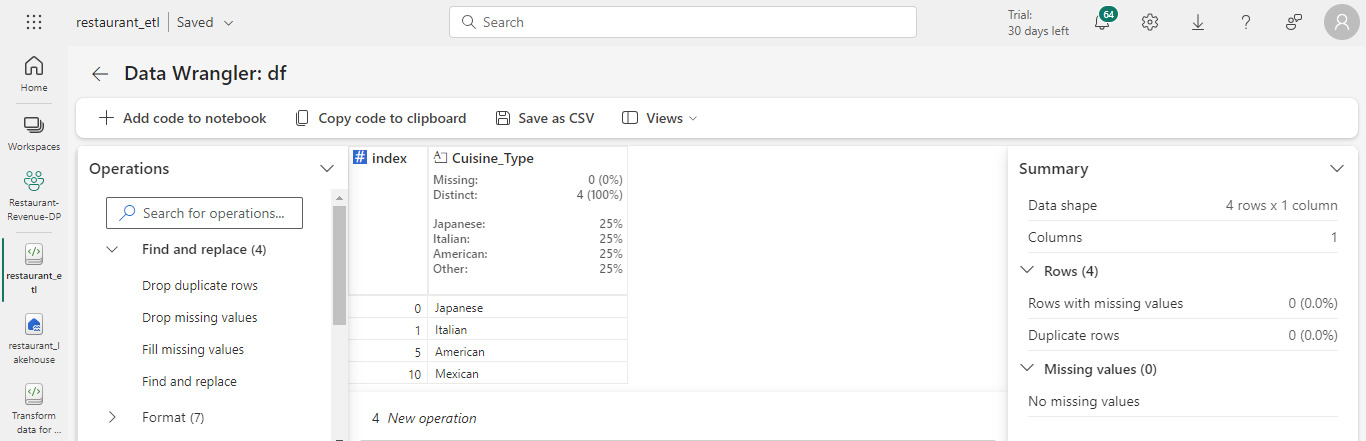 restaurant_etl
Saved
Search
Trial:
30 days left
64
Home
Workspaces
Restaurant-
Revenue-DP
restaurant_e
tl
restaurant_l
akehouse
Transform
data for ...
Data Wrangler: df
Add code to notebook
Copy code to clipboard
Save as CSV
Views
Operations
Search for operations...
Find and replace (4)
Drop duplicate rows
Drop missing values
Fill missing values
Find and replace
Format (7)
# index
A Cuisine_Type
Missing: 0 (0%)
Distinct: 4 (100%)
Japanese: 25%
Italian: 25%
American: 25%
Other: 25%
0 Japanese
1 Italian
5 American
10 Mexican
4 New operation
Summary
Data shape 4 rows x 1 column
Columns 1
Rows (4)
Rows with missing values 0 (0.0%)
Duplicate rows 0 (0.0%)
Missing values (0)
No missing values